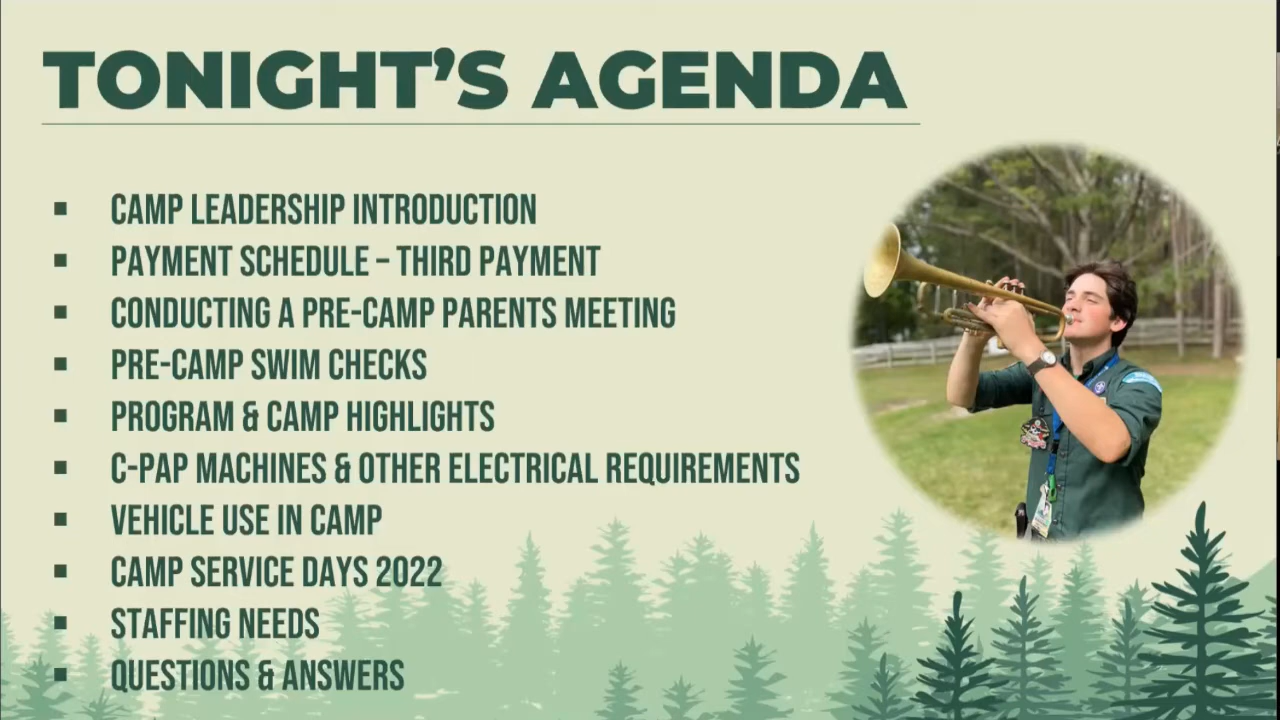 TONIGHT'S AGENDA
▪ CAMP LEADERSHIP INTRODUCTION
▪ PAYMENT SCHEDULE – THIRD PAYMENT
▪ CONDUCTING A PRE-CAMP PARENTS MEETING
▪ PRE-CAMP SWIM CHECKS
▪ PROGRAM & CAMP HIGHLIGHTS
▪ C-PAP MACHINES & OTHER ELECTRICAL REQUIREMENTS
▪ VEHICLE USE IN CAMP
▪ CAMP SERVICE DAYS 2022
▪ STAFFING NEEDS
▪ QUESTIONS & ANSWERS